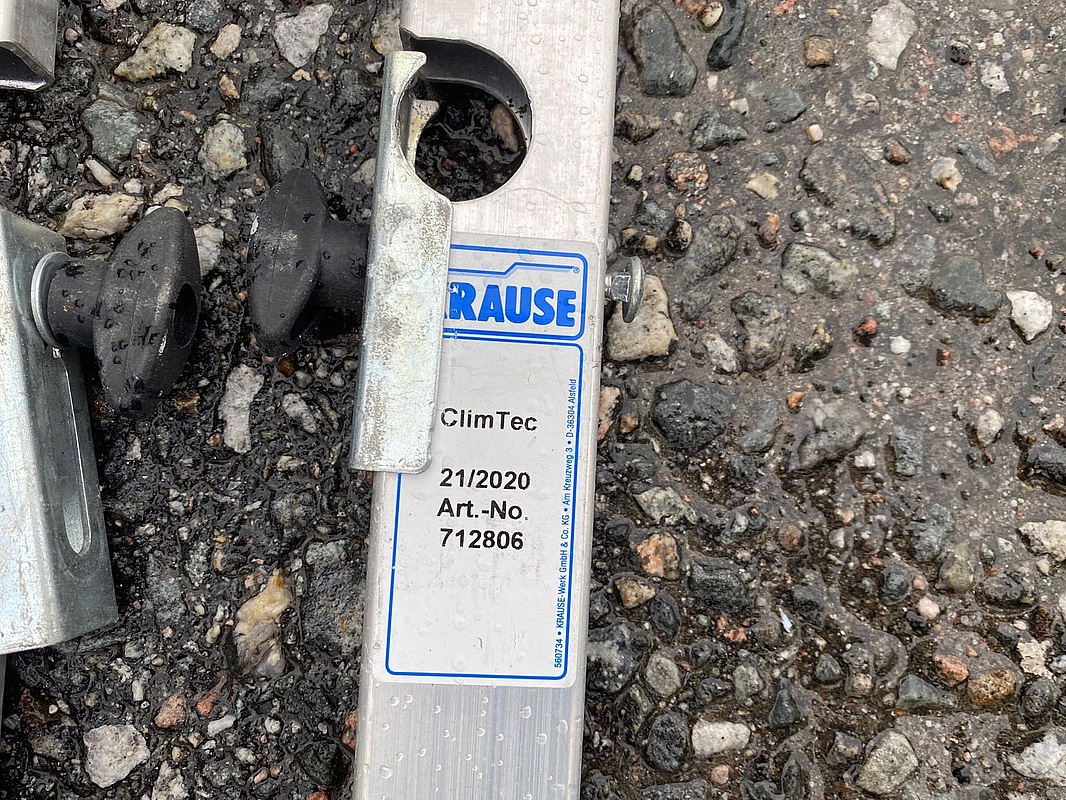 KRAUSE®
ClimTec
21/2020
Art.-No.
712806
560734 • KRAUSE-Werk GmbH & Co. KG • Am Kreuzweg 3 • D-36304 Alsfeld